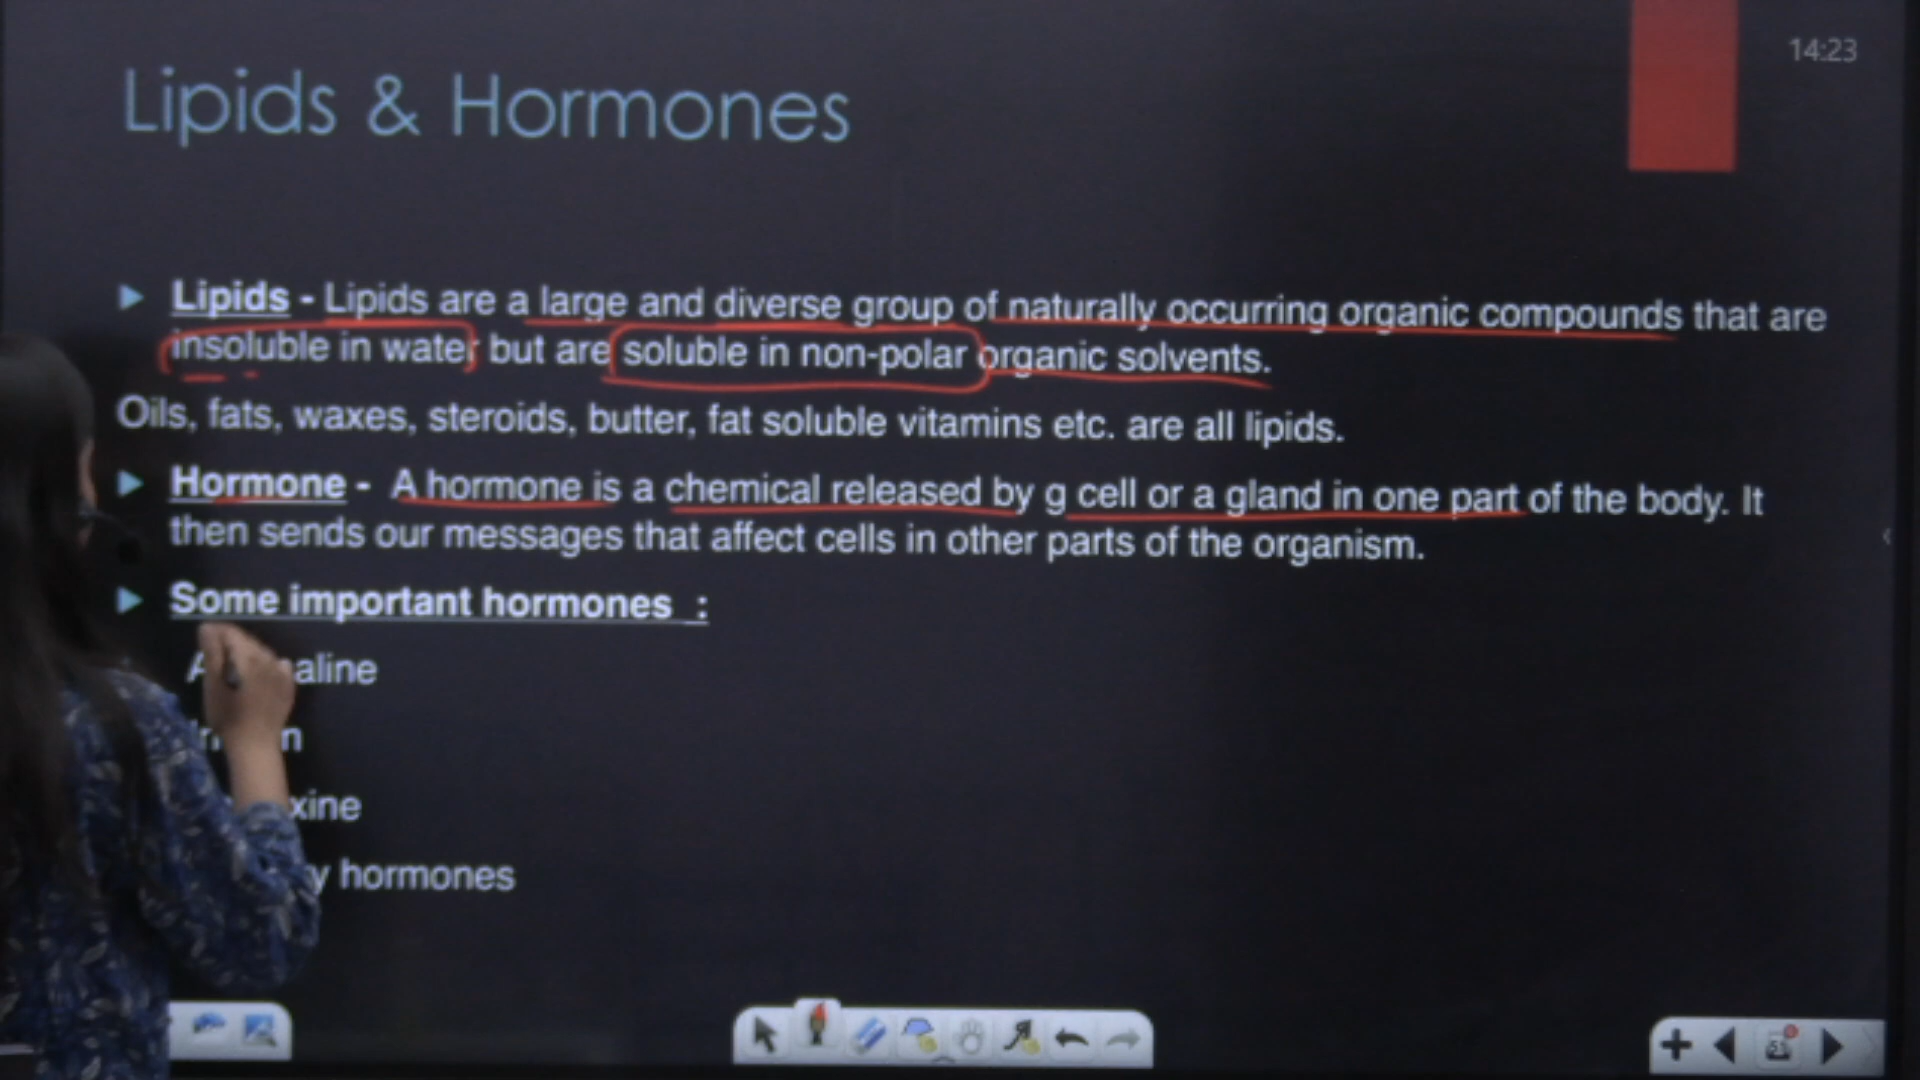 14:23
Lipids & Hormones
Lipids - Lipids are a large and diverse group of naturally occurring organic compounds that are
insoluble in water but are soluble in non-polar organic solvents.
Oils, fats, waxes, steroids, butter, fat soluble vitamins etc. are all lipids.
Hormone - A hormone is a chemical released by g cell or a gland in one part of the body. It
then sends our messages that affect cells in other parts of the organism.
Some important hormones :
hormones